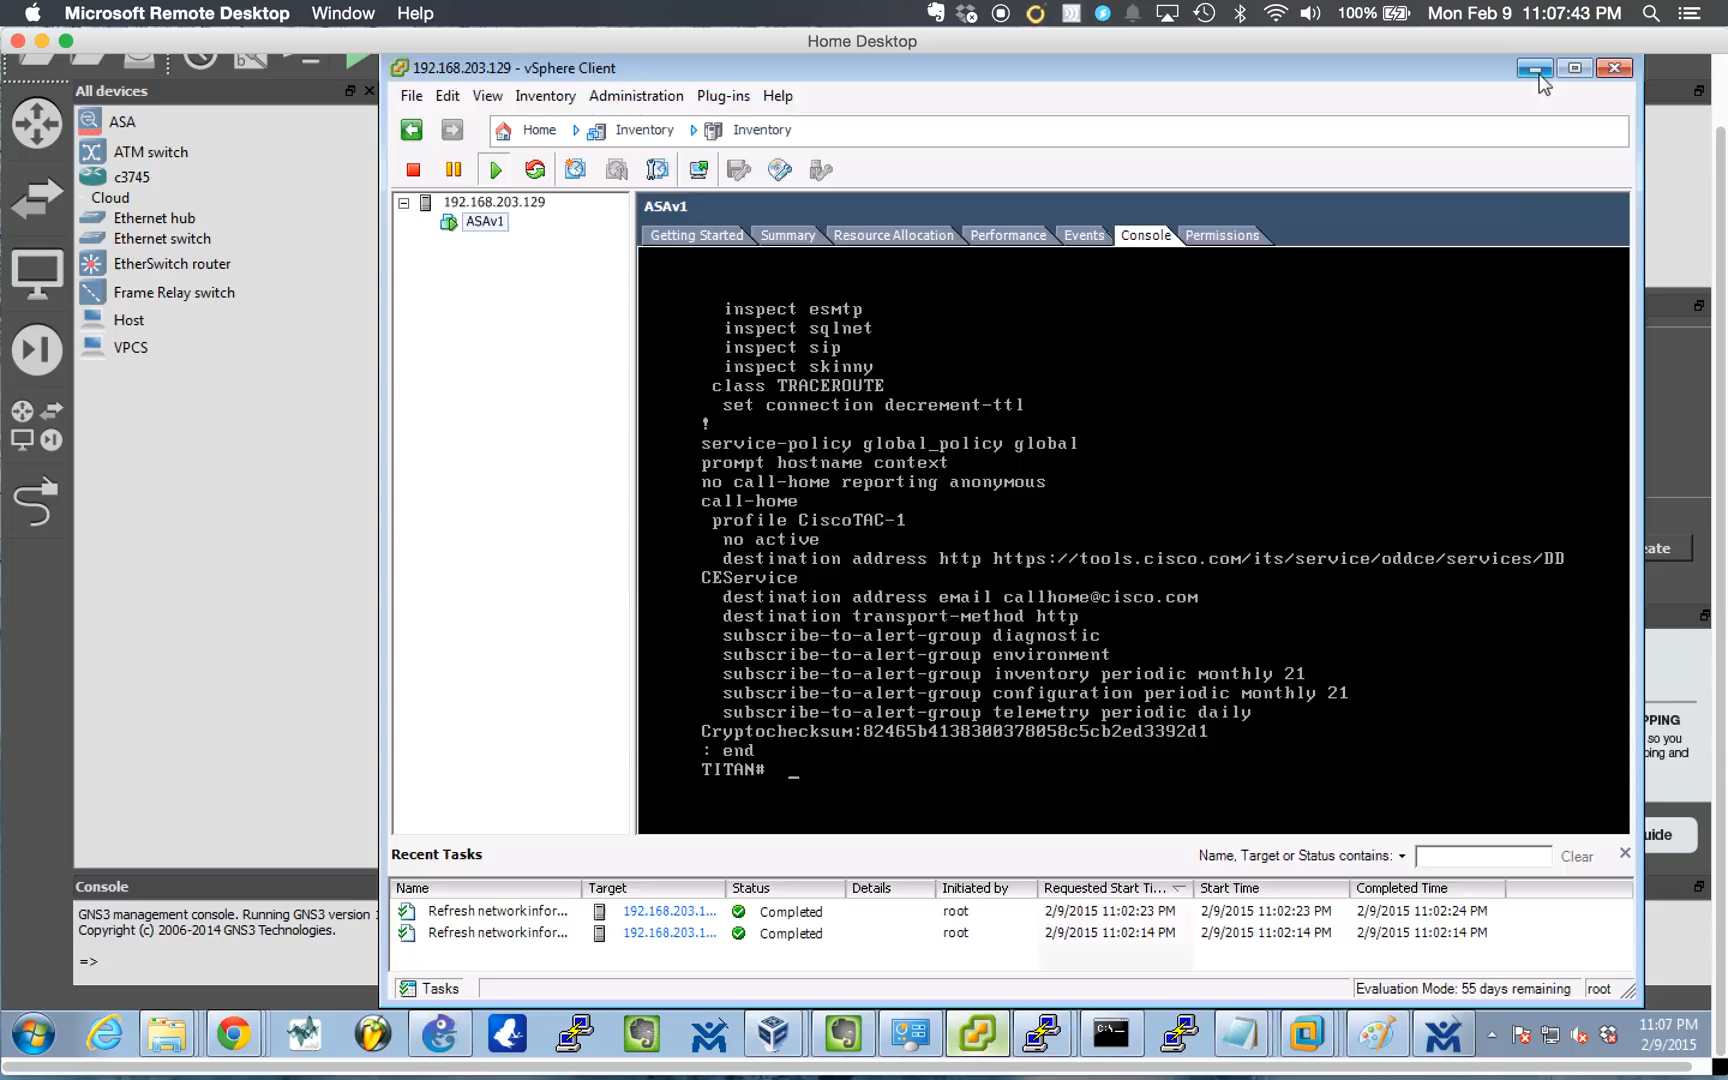 Microsoft Remote Desktop Window Help
100% Mon Feb 9 11:07:43 PM
Home Desktop
All devices
ASA
ATM switch
c3745
Cloud
Ethernet hub
Ethernet switch
EtherSwitch router
Frame Relay switch
Host
VPCS
Console
GNS3 management console. Running GNS3 version 1
Copyright (c) 2006-2014 GNS3 Technologies.
=>
192.168.203.129 - vSphere Client
File Edit View Inventory Administration Plug-ins Help
Home Inventory Inventory
192.168.203.129
ASAv1
ASAv1
Getting Started Summary Resource Allocation Performance Events Console Permissions
inspect esmtp
inspect sqlnet
inspect sip
inspect skinny
class TRACEROUTE
set connection decrement-ttl
!
service-policy global_policy global
prompt hostname context
no call-home reporting anonymous
call-home
profile CiscoTAC-1
no active
destination address http https://tools.cisco.com/its/service/oddce/services/DD
CEService
destination address email callhome@cisco.com
destination transport-method http
subscribe-to-alert-group diagnostic
subscribe-to-alert-group environment
subscribe-to-alert-group inventory periodic monthly 21
subscribe-to-alert-group configuration periodic monthly 21
subscribe-to-alert-group telemetry periodic daily
Cryptochecksum:82465b4138300378058c5cb2ed3392d1
: end
TITAN# _
Recent Tasks
Name, Target or Status contains: Clear
Name Target Status Details Initiated by Requested Start Ti... Start Time Completed Time
Refresh network infor... 192.168.203.1... Completed root 2/9/2015 11:02:23 PM 2/9/2015 11:02:23 PM 2/9/2015 11:02:24 PM
Refresh network infor... 192.168.203.1... Completed root 2/9/2015 11:02:14 PM 2/9/2015 11:02:14 PM 2/9/2015 11:02:14 PM
Tasks
Evaluation Mode: 55 days remaining root
eate
PPING
so you
ping and
uide
C:\
11:07 PM
2/9/2015